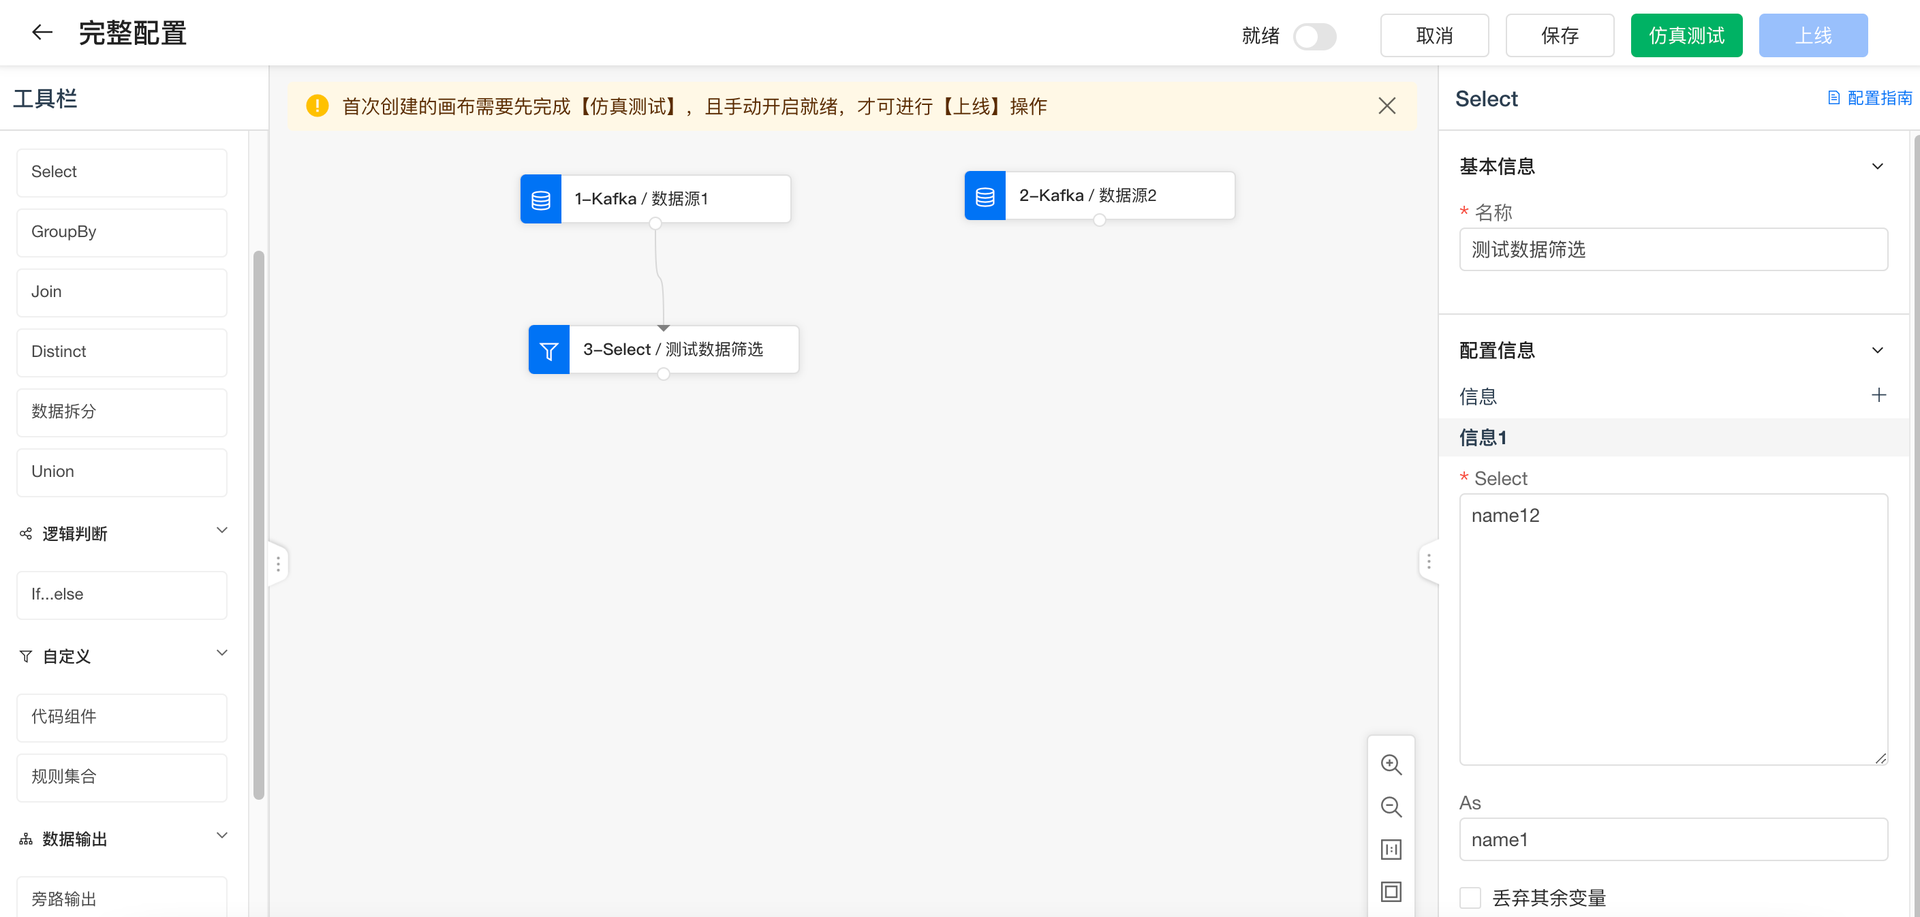 完整配置
就绪
取消
保存
仿真测试
上线
工具栏
Select
GroupBy
Join
Distinct
数据拆分
Union
逻辑判断
If...else
自定义
代码组件
规则集合
数据输出
旁路输出
首次创建的画布需要先完成【仿真测试】，且手动开启就绪，才可进行【上线】操作
1-Kafka / 数据源1
2-Kafka / 数据源2
3-Select / 测试数据筛选
Select
配置指南
基本信息
* 名称
测试数据筛选
配置信息
信息
信息1
* Select
name12
As
name1
丢弃其余变量